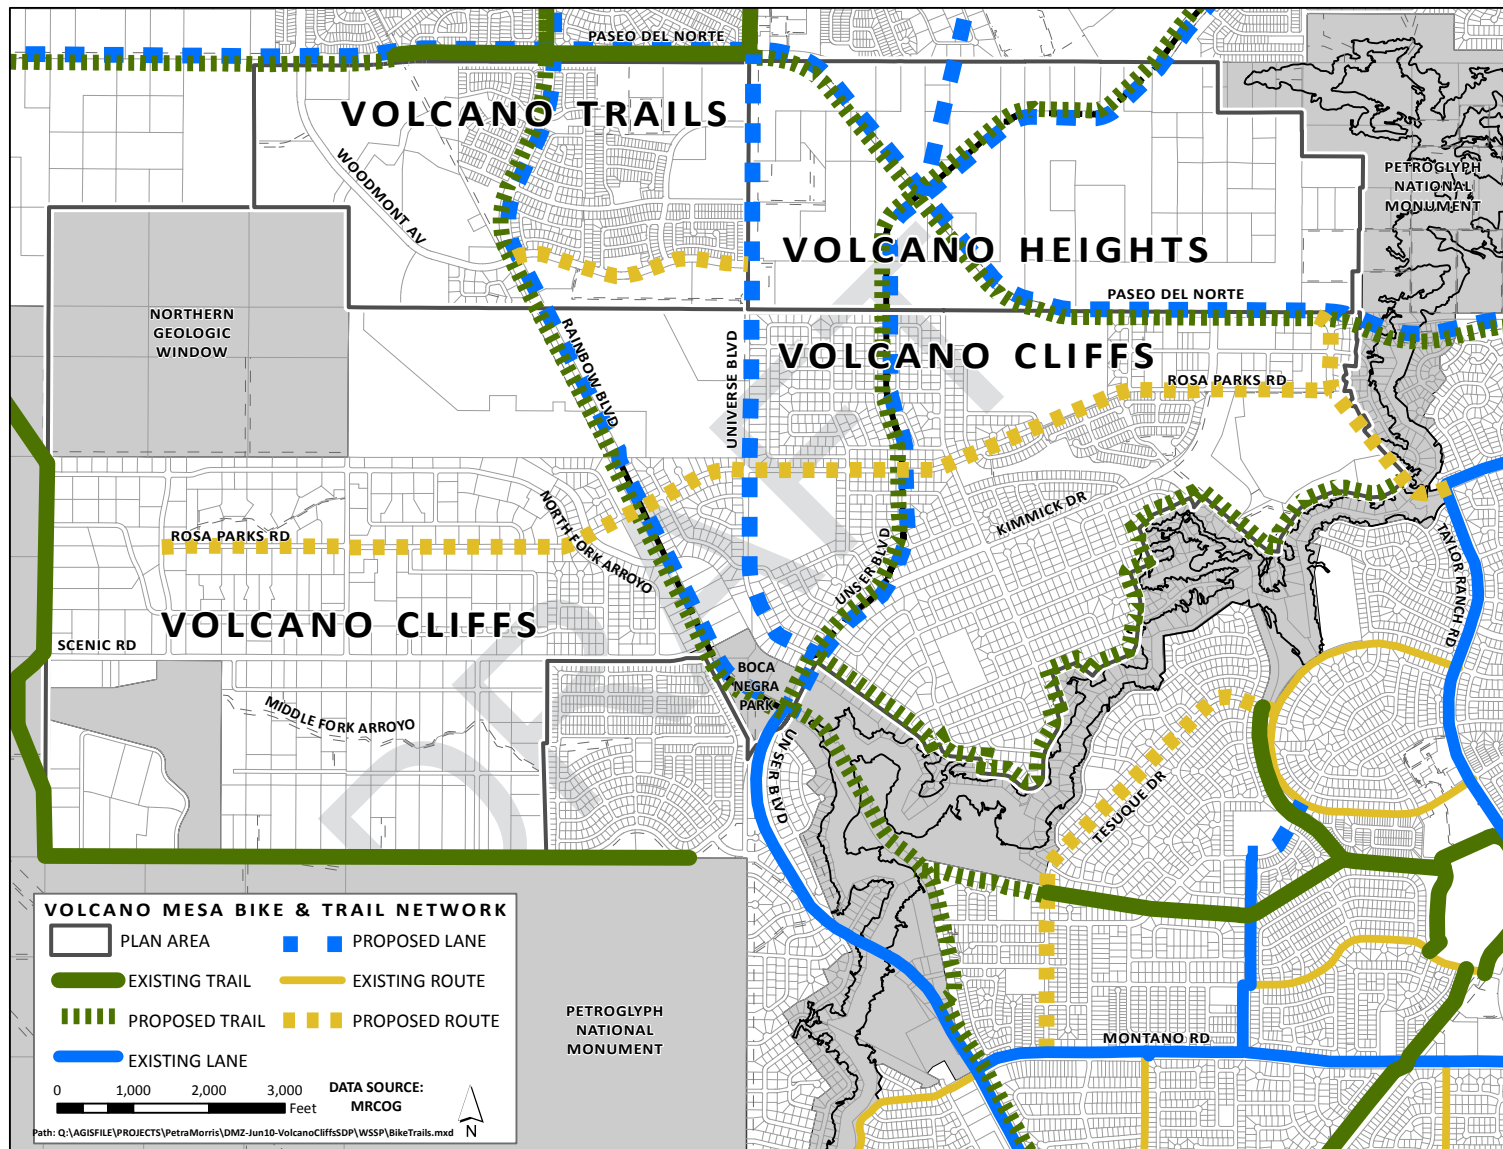 PASEO DEL NORTE
VOLCANO TRAILS
WOODMONT AV
PETROGLYPH
NATIONAL
MONUMENT
VOLCANO HEIGHTS
PASEO DEL NORTE
NORTHERN
GEOLOGIC
WINDOW
RAINBOW BLVD
UNIVERSE BLVD
VOLCANO CLIFFS
ROSA PARKS RD
NORTH FORK ARROYO
KIMMICK DR
ROSA PARKS RD
UNSER BLVD
TAYLOR RANCH RD
VOLCANO CLIFFS
SCENIC RD
BOCA
NEGRA
PARK
MIDDLE FORK ARROYO
UNSER BLVD
TESUQUE DR
DRAFT
VOLCANO MESA BIKE & TRAIL NETWORK
PLAN AREA
PROPOSED LANE
EXISTING TRAIL
EXISTING ROUTE
PROPOSED TRAIL
PROPOSED ROUTE
EXISTING LANE
0 1,000 2,000 3,000
Feet
DATA SOURCE:
MRCOG
N
Path: Q:\AGISFILE\PROJECTS\PetraMorris\DMZ-Jun10-VolcanoCliffsSDP\WSSP\BikeTrails.mxd
PETROGLYPH
NATIONAL
MONUMENT
MONTANO RD